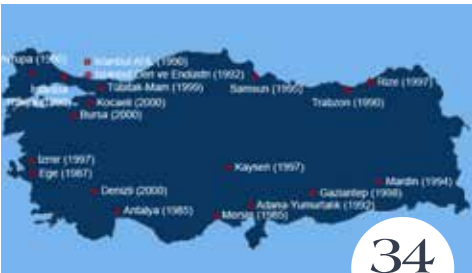 Avrupa (1990)
İstanbul AHL (1990)
İstanbul Deri ve Endüstri (1992)
Tübitak-Mam (1999)
Kocaeli (2000)
Bursa (2000)
Samsun (1995)
Trabzon (1990)
Rize (1997)
İzmir (1997)
Ege (1987)
Denizli (2000)
Antalya (1985)
Kayseri (1997)
Mersin (1985)
Adana-Yumurtalık (1992)
Gaziantep (1998)
Mardin (1994)
34